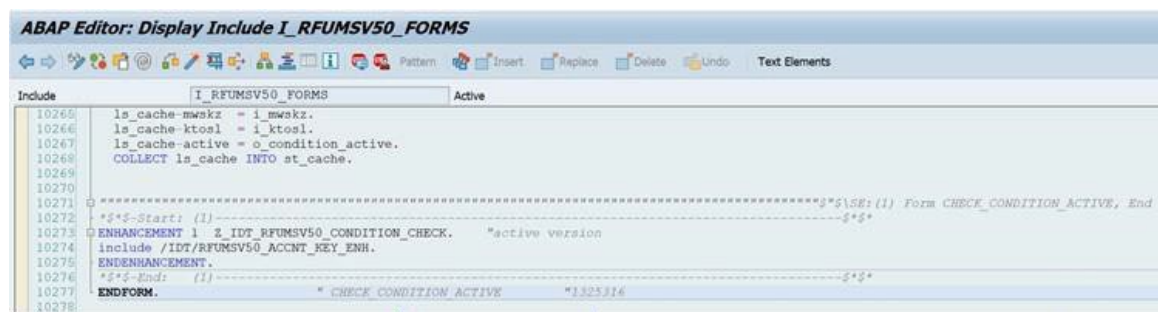 ABAP Editor: Display Include I_RFUMSV50_FORMS
Pattern Insert Replace Delete Undo Text Elements
Include I_RFUMSV50_FORMS Active
10265 ls_cache-mwskz = i_mwskz.
10266 ls_cache-ktosl = i_ktosl.
10267 ls_cache-active = o_condition_active.
10268 COLLECT ls_cache INTO st_cache.
10269
10270
10271 $"$\SE:(1) Form CHECK_CONDITION_ACTIVE, End
10272 *$*$-Start: (1)---------------------------------------------------------------------------------$*$*
10273 ENHANCEMENT 1 Z_IDT_RFUMSV50_CONDITION_CHECK. "active version
10274 include /IDT/RFUMSV50_ACCNT_KEY_ENH.
10275 ENDENHANCEMENT.
10276 *$*$-End: (1)---------------------------------------------------------------------------------$*$*
10277 ENDFORM. " CHECK_CONDITION_ACTIVE "1325316
10278